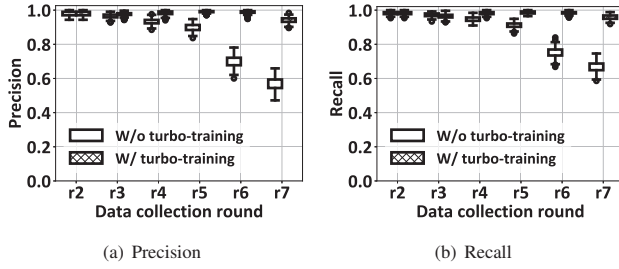 1.0
0.8
0.6
0.4
0.2
0.0
Precision
W/o turbo-training
W/ turbo-training
r2 r3 r4 r5 r6 r7
Data collection round
(a) Precision
1.0
0.8
0.6
0.4
0.2
0.0
Recall
W/o turbo-training
W/ turbo-training
r2 r3 r4 r5 r6 r7
Data collection round
(b) Recall